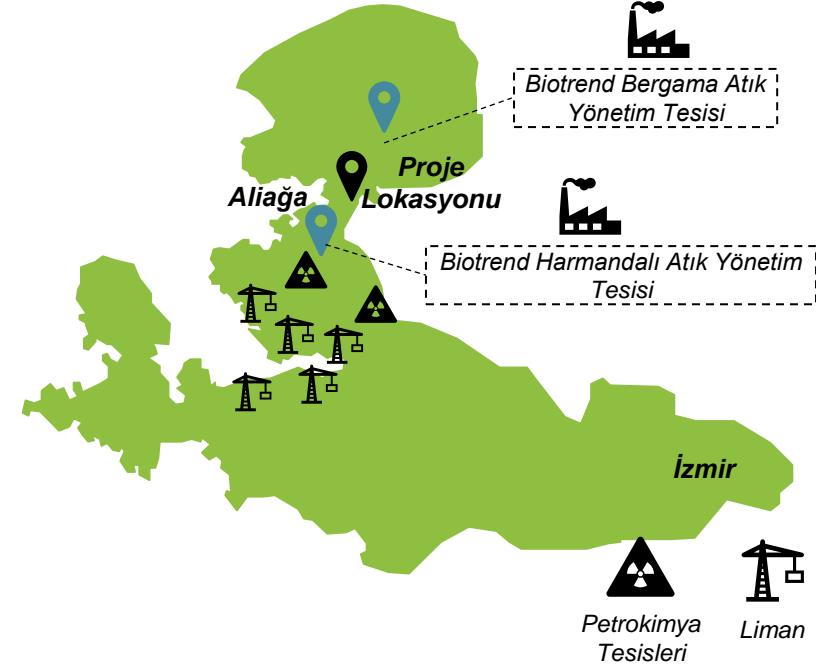 Biotrend Bergama Atık
Yönetim Tesisi
Proje
Lokasyonu
Aliağa
Biotrend Harmandalı Atık Yönetim
Tesisi
İzmir
Petrokimya
Tesisleri
Liman